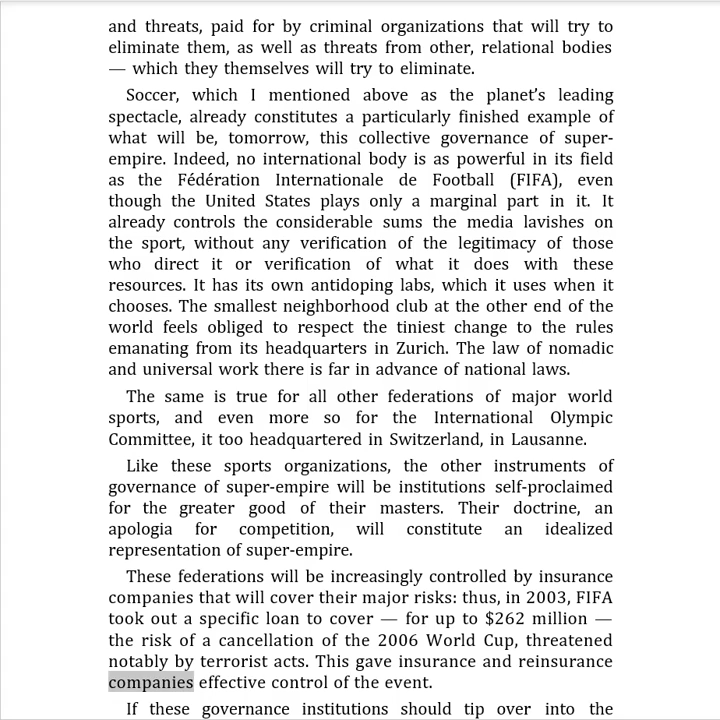 and threats, paid for by criminal organizations that will try to
eliminate them, as well as threats from other, relational bodies
— which they themselves will try to eliminate.
Soccer, which I mentioned above as the planet’s leading
spectacle, already constitutes a particularly finished example of
what will be, tomorrow, this collective governance of super-
empire. Indeed, no international body is as powerful in its field
as the Fédération Internationale de Football (FIFA), even
though the United States plays only a marginal part in it. It
already controls the considerable sums the media lavishes on
the sport, without any verification of the legitimacy of those
who direct it or verification of what it does with these
resources. It has its own antidoping labs, which it uses when it
chooses. The smallest neighborhood club at the other end of the
world feels obliged to respect the tiniest change to the rules
emanating from its headquarters in Zurich. The law of nomadic
and universal work there is far in advance of national laws.
The same is true for all other federations of major world
sports, and even more so for the International Olympic
Committee, it too headquartered in Switzerland, in Lausanne.
Like these sports organizations, the other instruments of
governance of super-empire will be institutions self-proclaimed
for the greater good of their masters. Their doctrine, an
apologia for competition, will constitute an idealized
representation of super-empire.
These federations will be increasingly controlled by insurance
companies that will cover their major risks: thus, in 2003, FIFA
took out a specific loan to cover — for up to $262 million —
the risk of a cancellation of the 2006 World Cup, threatened
notably by terrorist acts. This gave insurance and reinsurance
companies effective control of the event.
If these governance institutions should tip over into the